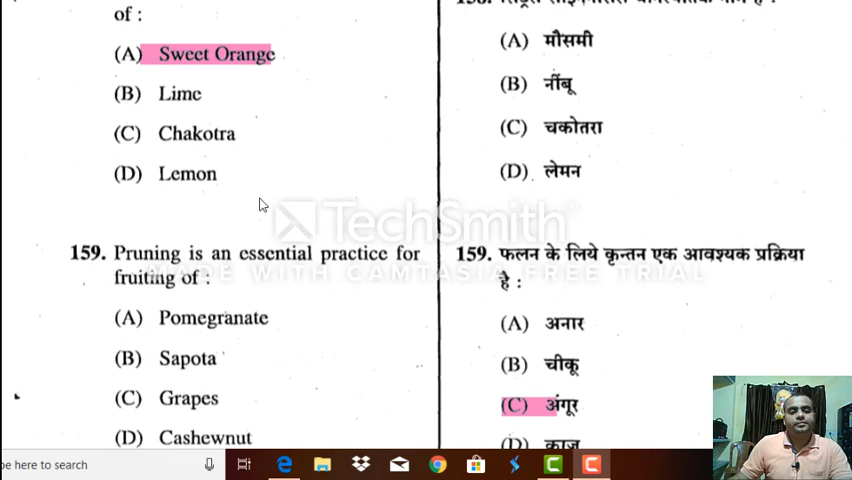 of :
(A) Sweet Orange
(B) Lime
(C) Chakotra
(D) Lemon
159. Pruning is an essential practice for
fruiting of :
(A) Pomegranate
(B) Sapota
(C) Grapes
(D) Cashewnut
(A) मौसमी
(B) नींबू
(C) चकोतरा
(D) लेमन
159. फलन के लिये कृन्तन एक आवश्यक प्रक्रिया
है :
(A) अनार
(B) चीकू
(C) अंगूर
(D) काजू
TechSmith
MADE WITH CAMTASIA FREE TRIAL
pe here to search